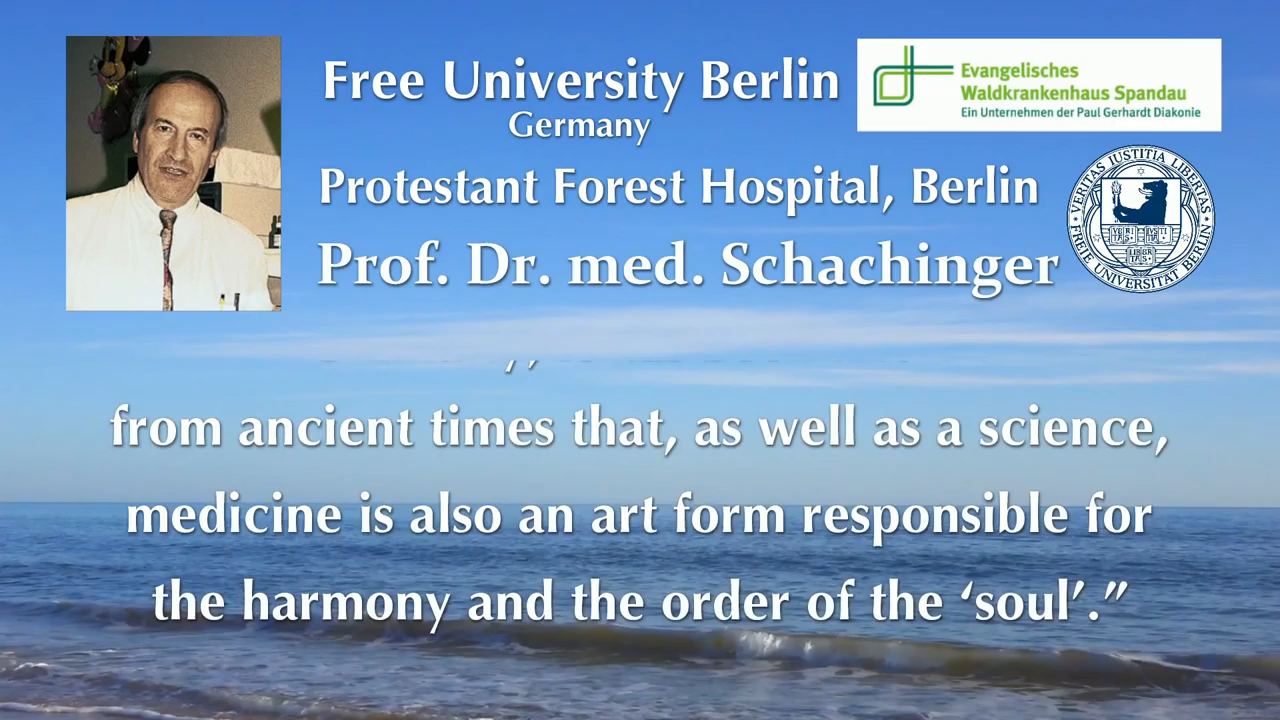 Free University Berlin
Germany
Protestant Forest Hospital, Berlin
Prof. Dr. med. Schachinger
Evangelisches
Waldkrankenhaus Spandau
Ein Unternehmen der Paul Gerhardt Diakonie
VERITAS IUSTITIA LIBERTAS
FREIE UNIVERSITÄT BERLIN
from ancient times that, as well as a science,
medicine is also an art form responsible for
the harmony and the order of the ‘soul’.”